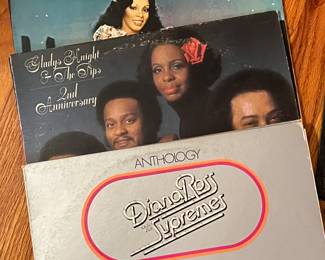 Gladys Knight
& The Pips
2nd
Anniversary
ANTHOLOGY
Diana Ross
Supremes